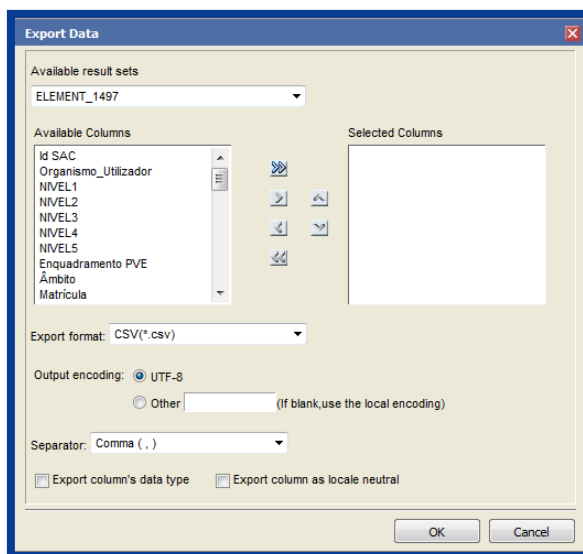 Export Data
Available result sets
ELEMENT_1497
Available Columns
Selected Columns
Id SAC
Organismo_Utilizador
NIVEL1
NIVEL2
NIVEL3
NIVEL4
NIVEL5
Enquadramento PVE
Âmbito
Matrícula
Export format: CSV(*.csv)
Output encoding: UTF-8
Other (If blank,use the local encoding)
Separator: Comma ( , )
Export column's data type Export column as locale neutral
OK Cancel